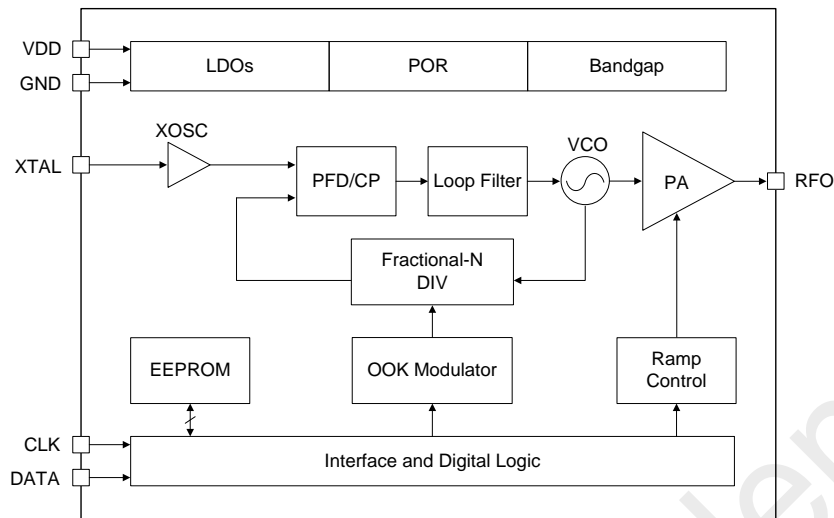 VDD
GND
LDOs
POR
Bandgap
XTAL
XOSC
PFD/CP
Loop Filter
VCO
PA
RFO
Fractional-N
DIV
EEPROM
OOK Modulator
Ramp
Control
CLK
DATA
Interface and Digital Logic